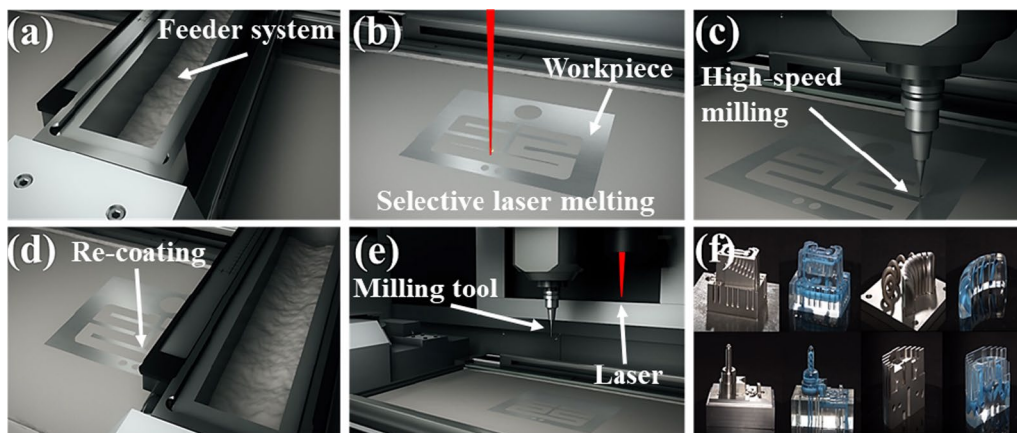 (a)
Feeder system
(b)
Workpiece
Selective laser melting
(c)
High-speed
milling
(d)
Re-coating
(e)
Milling tool
Laser
(f)